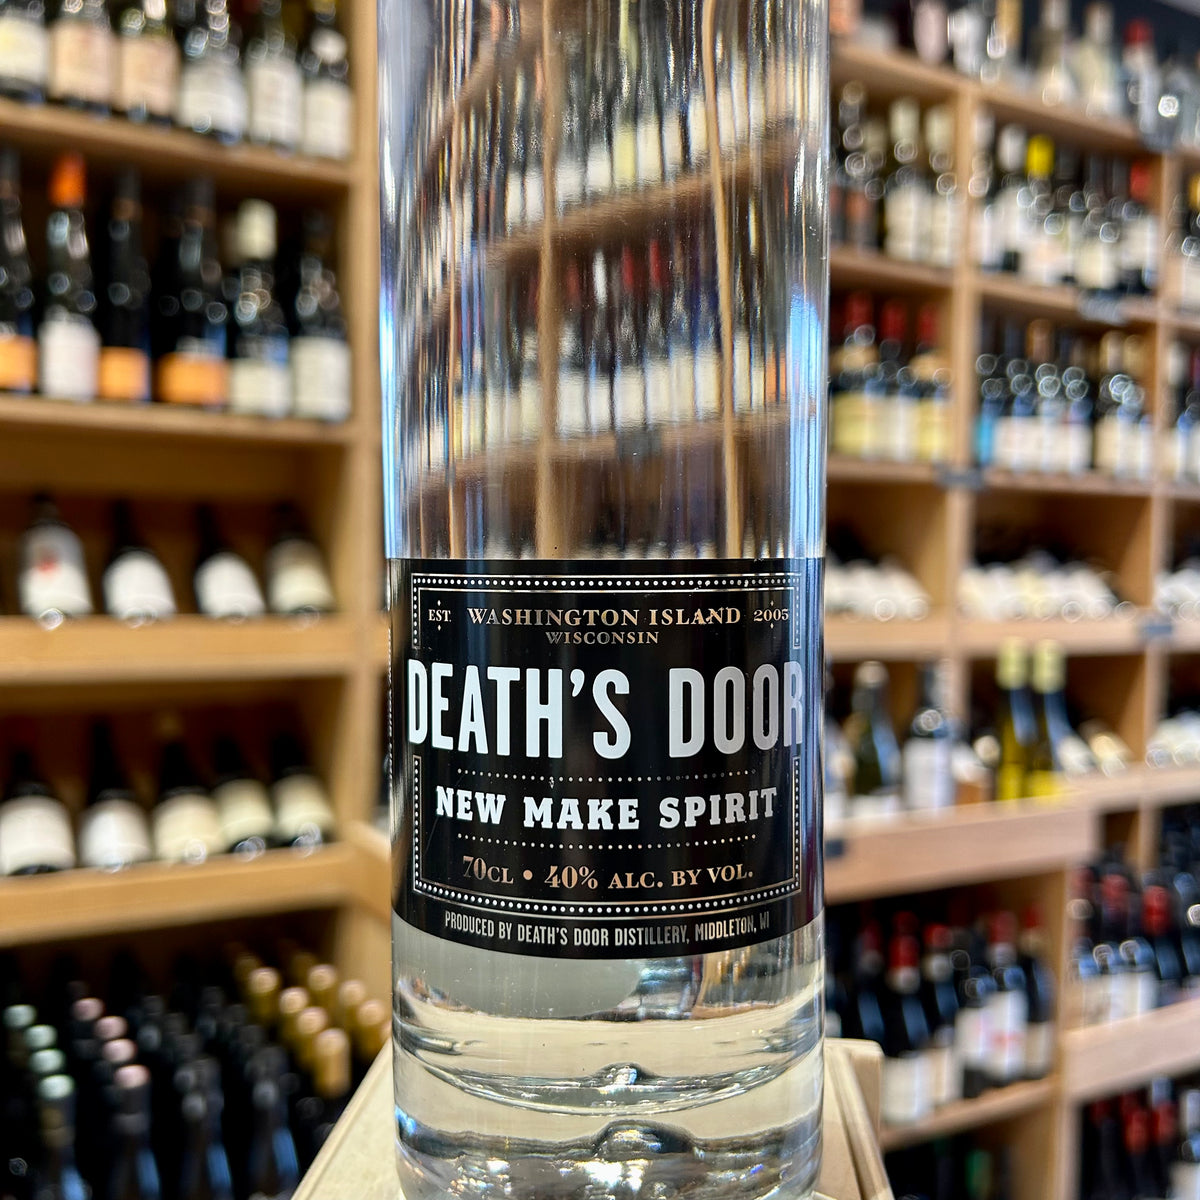 EST. WASHINGTON ISLAND 2005
WISCONSIN
DEATH'S DOOR
NEW MAKE SPIRIT
70CL • 40% ALC. BY VOL.
PRODUCED BY DEATH'S DOOR DISTILLERY, MIDDLETON, WI